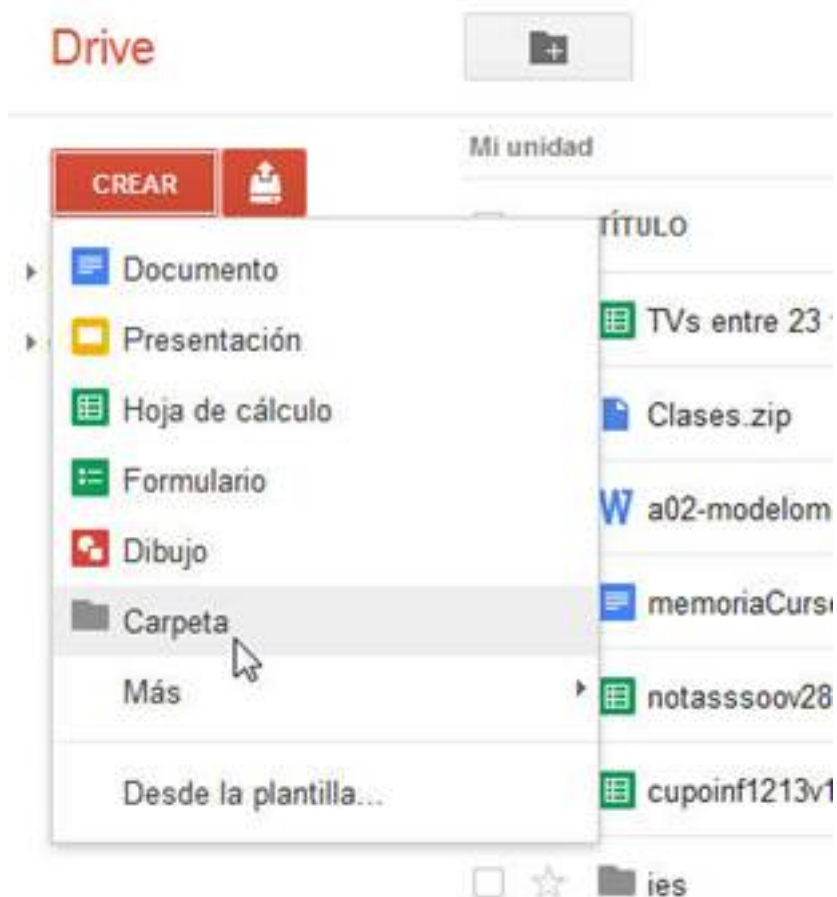 Drive
CREAR
Documento
Presentación
Hoja de cálculo
Formulario
Dibujo
Carpeta
Más
Desde la plantilla...
Mi unidad
TÍTULO
TVs entre 23
Clases.zip
a02-modelom
memoriaCurs
notasssoov28
cupoinf1213v1
ies